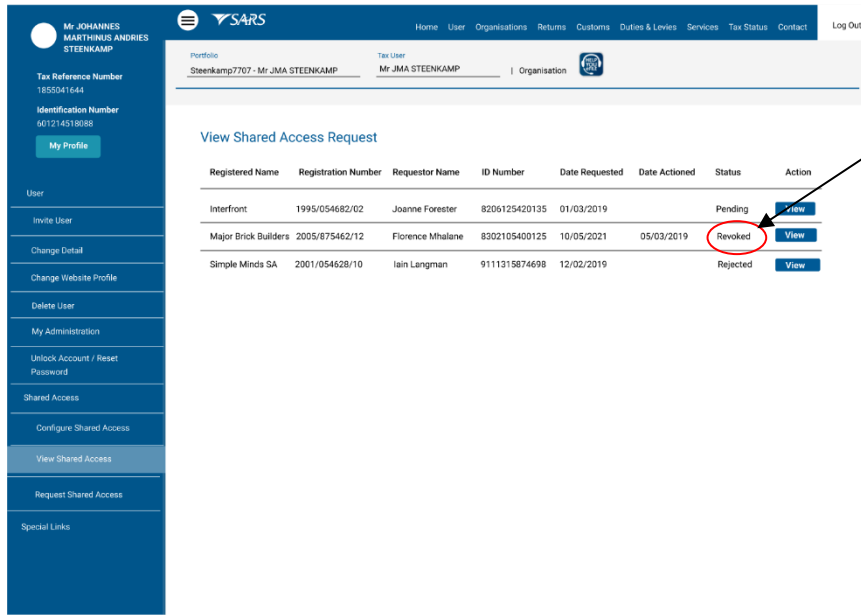 Mr JOHANNES
MARTHINUS ANDRIES
STEENKAMP
Tax Reference Number
1855041644
Identification Number
601214518088
My Profile
User
Invite User
Change Detail
Change Website Profile
Delete User
My Administration
Unlock Account / Reset
Password
Shared Access
Configure Shared Access
View Shared Access
Request Shared Access
Special Links
SARS
Home User Organisations Returns Customs Duties & Levies Services Tax Status Contact Log Out
Portfolio Tax User
Steenkamp7707 - Mr JMA STEENKAMP Mr JMA STEENKAMP | Organisation
HELP YOU
View Shared Access Request
Registered Name Registration Number Requestor Name ID Number Date Requested Date Actioned Status Action
Interfront 1995/054682/02 Joanne Forester 8206125420135 01/03/2019 Pending View
Major Brick Builders 2005/875462/12 Florence Mhalane 8302105400125 10/05/2021 05/03/2019 Revoked View
Simple Minds SA 2001/054628/10 Iain Langman 9111315874698 12/02/2019 Rejected View